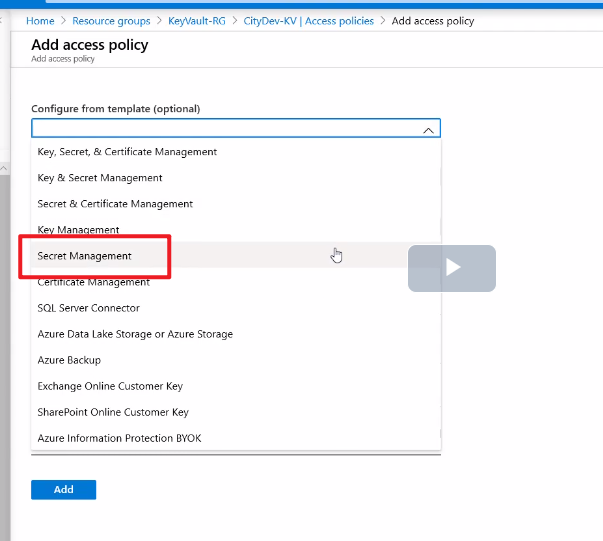 Home > Resource groups > KeyVault-RG > CityDev-KV | Access policies > Add access policy
Add access policy
Add access policy
Configure from template (optional)
Key, Secret, & Certificate Management
Key & Secret Management
Secret & Certificate Management
Key Management
Secret Management
Certificate Management
SQL Server Connector
Azure Data Lake Storage or Azure Storage
Azure Backup
Exchange Online Customer Key
SharePoint Online Customer Key
Azure Information Protection BYOK
Add